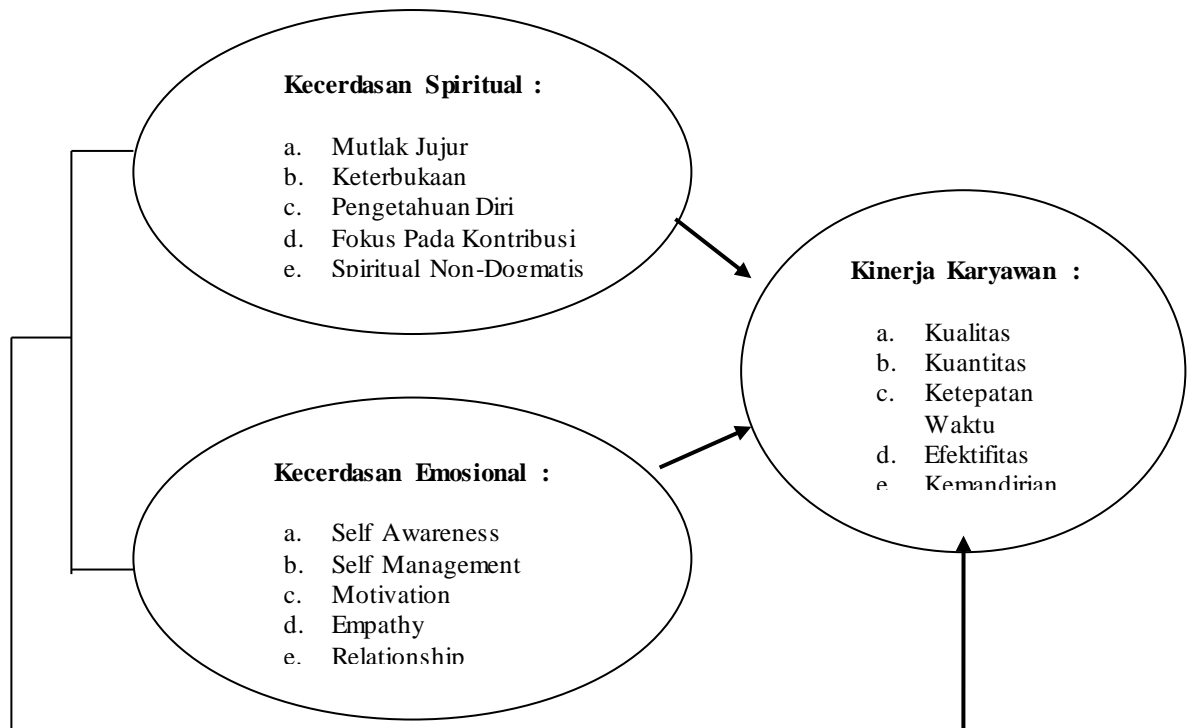 Kecerdasan Spiritual :
a. Mutlak Jujur
b. Keterbukaan
c. Pengetahuan Diri
d. Fokus Pada Kontribusi
e. Spiritual Non-Dogmatis
Kecerdasan Emosional :
a. Self Awareness
b. Self Management
c. Motivation
d. Empathy
e. Relationship
Kinerja Karyawan :
a. Kualitas
b. Kuantitas
c. Ketepatan
Waktu
d. Efektifitas
e. Kemandirian